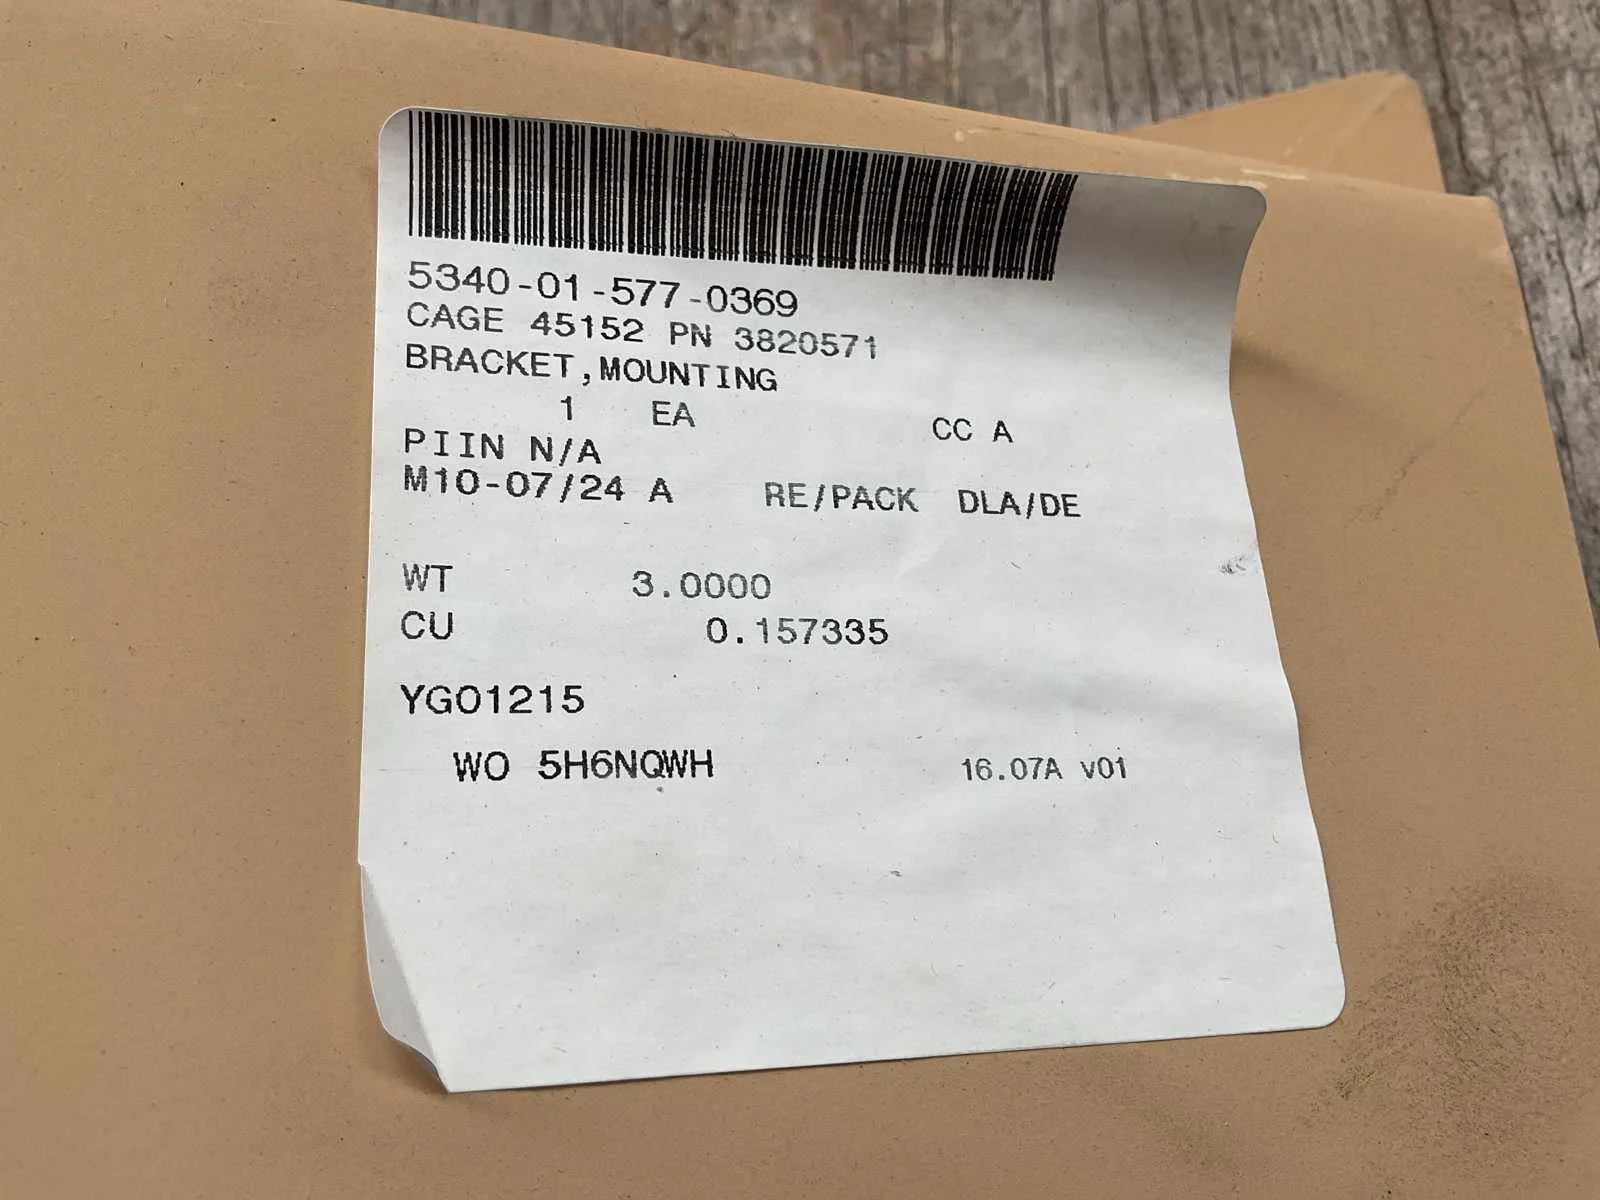 5340-01-577-0369
CAGE 45152 PN 3820571
BRACKET,MOUNTING
1 EA CC A
PIIN N/A
M10-07/24 A RE/PACK DLA/DE
WT 3.0000
CU 0.157335
YG01215
WO 5H6NQWH 16.07A v01